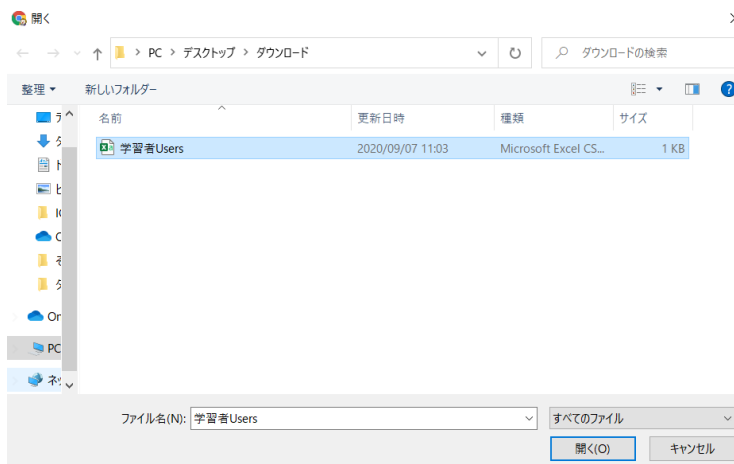 開く
PC > デスクトップ > ダウンロード
ダウンロードの検索
整理 新しいフォルダー
名前 更新日時 種類 サイズ
学習者Users 2020/09/07 11:03 Microsoft Excel CS... 1 KB
PC
ファイル名(N): 学習者Users すべてのファイル
開く(O) キャンセル